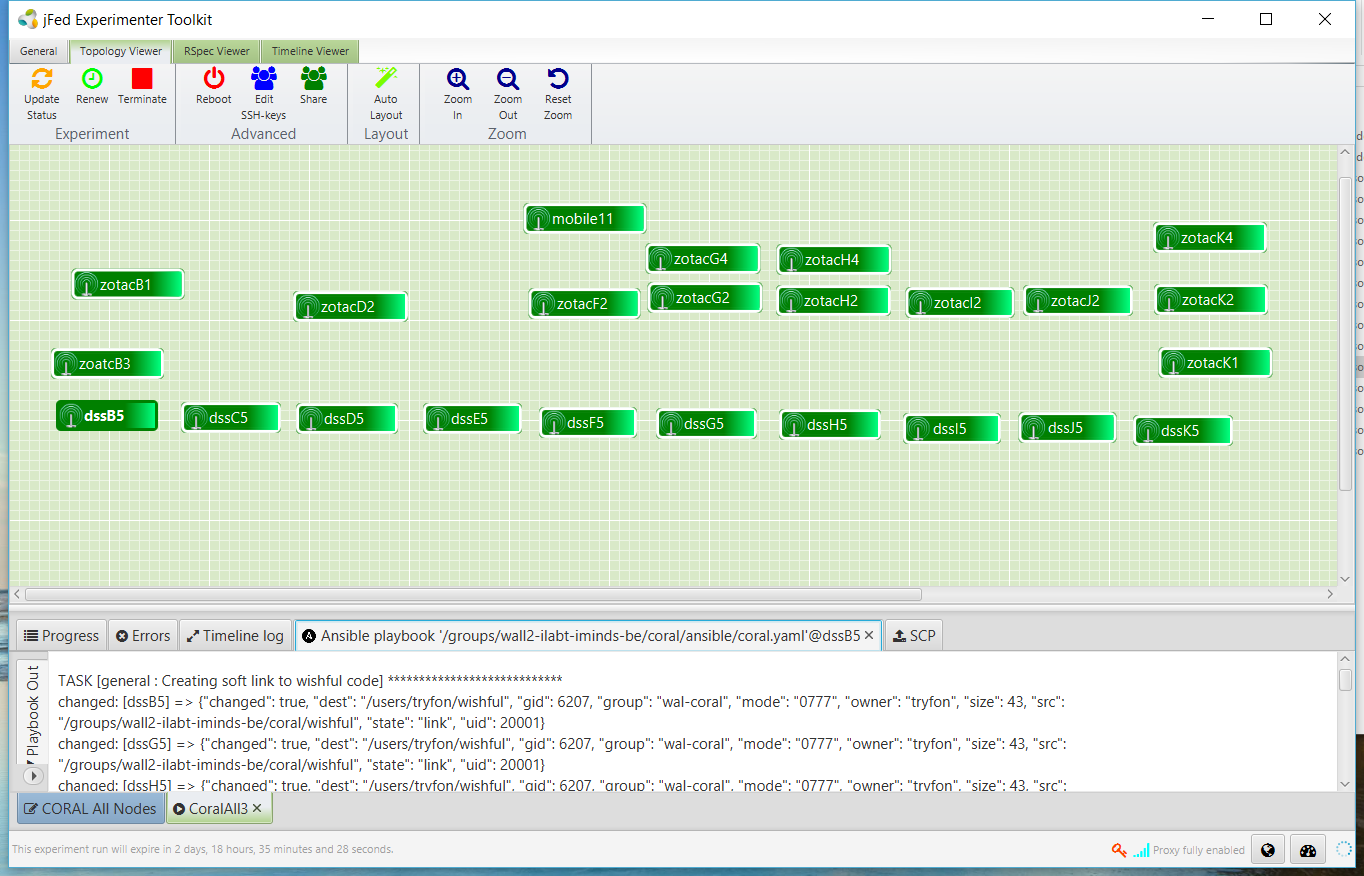 jFed Experimenter Toolkit
General Topology Viewer RSpec Viewer Timeline Viewer
Update Status Renew Terminate Reboot Edit SSH-keys Share Auto Layout Zoom In Zoom Out Reset Zoom
Experiment Advanced Layout Zoom
mobile11
zotacK4
zotacG4 zotacH4
zotacB1
zotacD2 zotacF2 zotacG2 zotacH2 zotacI2 zotacJ2 zotacK2
zoatcB3
zotacK1
dssB5 dssC5 dssD5 dssE5 dssF5 dssG5 dssH5 dssI5 dssJ5 dssK5
Progress Errors Timeline log Ansible playbook '/groups/wall2-ilabt-iminds-be/coral/ansible/coral.yaml'@dssB5 SCP
Playbook Out
TASK [general : Creating soft link to wishful code] ****************************
changed: [dssB5] => {"changed": true, "dest": "/users/tryfon/wishful", "gid": 6207, "group": "wal-coral", "mode": "0777", "owner": "tryfon", "size": 43, "src":
"/groups/wall2-ilabt-iminds-be/coral/wishful", "state": "link", "uid": 20001}
changed: [dssG5] => {"changed": true, "dest": "/users/tryfon/wishful", "gid": 6207, "group": "wal-coral", "mode": "0777", "owner": "tryfon", "size": 43, "src":
"/groups/wall2-ilabt-iminds-be/coral/wishful", "state": "link", "uid": 20001}
changed: [dssH5] => {"changed": true, "dest": "/users/tryfon/wishful", "gid": 6207, "group": "wal-coral", "mode": "0777", "owner": "tryfon", "size": 43, "src":
CORAL All Nodes CoralAll3
This experiment run will expire in 2 days, 18 hours, 35 minutes and 28 seconds.
Proxy fully enabled